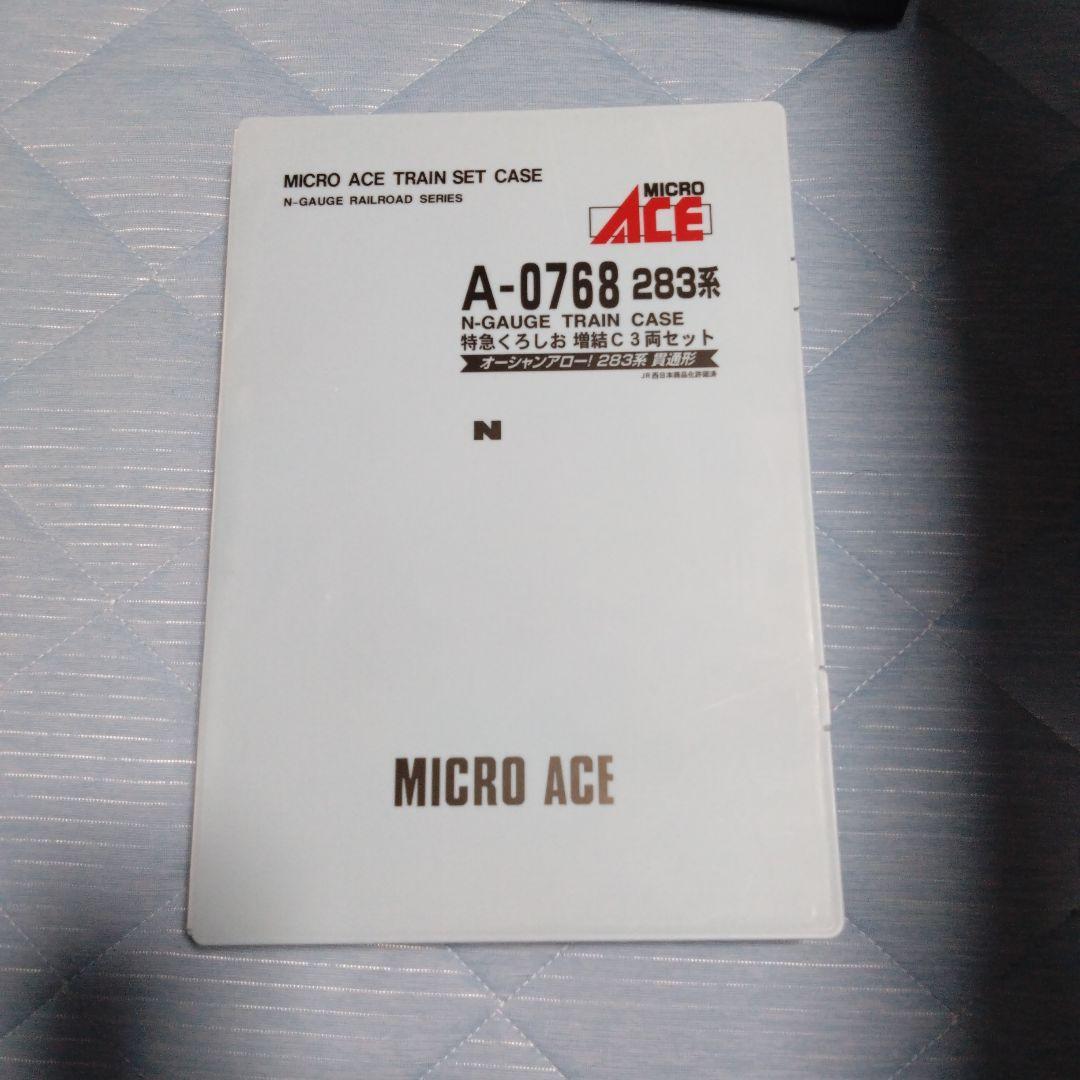 MICRO ACE TRAIN SET CASE
N-GAUGE RAILROAD SERIES
MICRO
ACE
A-0768 283系
N-GAUGE TRAIN CASE
特急くろしお 増結C 3両セット
オーシャンアロー! 283系 貫通形
JR西日本商品化許諾済
N
MICRO ACE